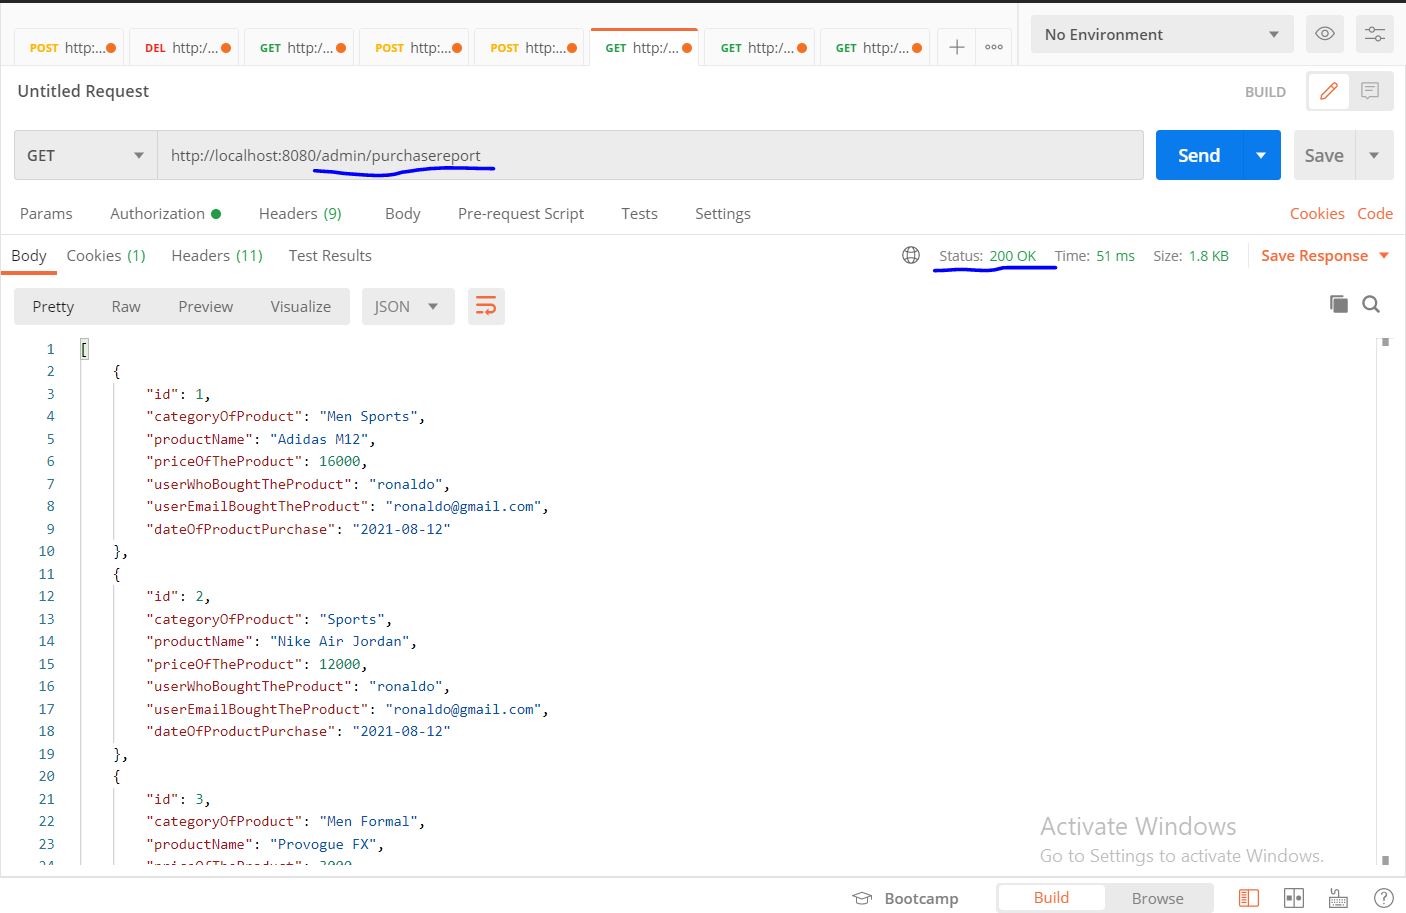 POST http:... DEL http:/... GET http:/... POST http:... POST http:... GET http:/... GET http:/... GET http:/... No Environment
Untitled Request BUILD
GET http://localhost:8080/admin/purchasereport Send Save
Params Authorization Headers (9) Body Pre-request Script Tests Settings Cookies Code
Body Cookies (1) Headers (11) Test Results Status: 200 OK Time: 51 ms Size: 1.8 KB Save Response
Pretty Raw Preview Visualize JSON
1 [
2 {
3 "id": 1,
4 "categoryOfProduct": "Men Sports",
5 "productName": "Adidas M12",
6 "priceOfTheProduct": 16000,
7 "userWhoBoughtTheProduct": "ronaldo",
8 "userEmailBoughtTheProduct": "ronaldo@gmail.com",
9 "dateOfProductPurchase": "2021-08-12"
10 },
11 {
12 "id": 2,
13 "categoryOfProduct": "Sports",
14 "productName": "Nike Air Jordan",
15 "priceOfTheProduct": 12000,
16 "userWhoBoughtTheProduct": "ronaldo",
17 "userEmailBoughtTheProduct": "ronaldo@gmail.com",
18 "dateOfProductPurchase": "2021-08-12"
19 },
20 {
21 "id": 3,
22 "categoryOfProduct": "Men Formal",
23 "productName": "Provogue FX",
24 "priceOfTheProduct": 3000
Activate Windows
Go to Settings to activate Windows.
Bootcamp Build Browse